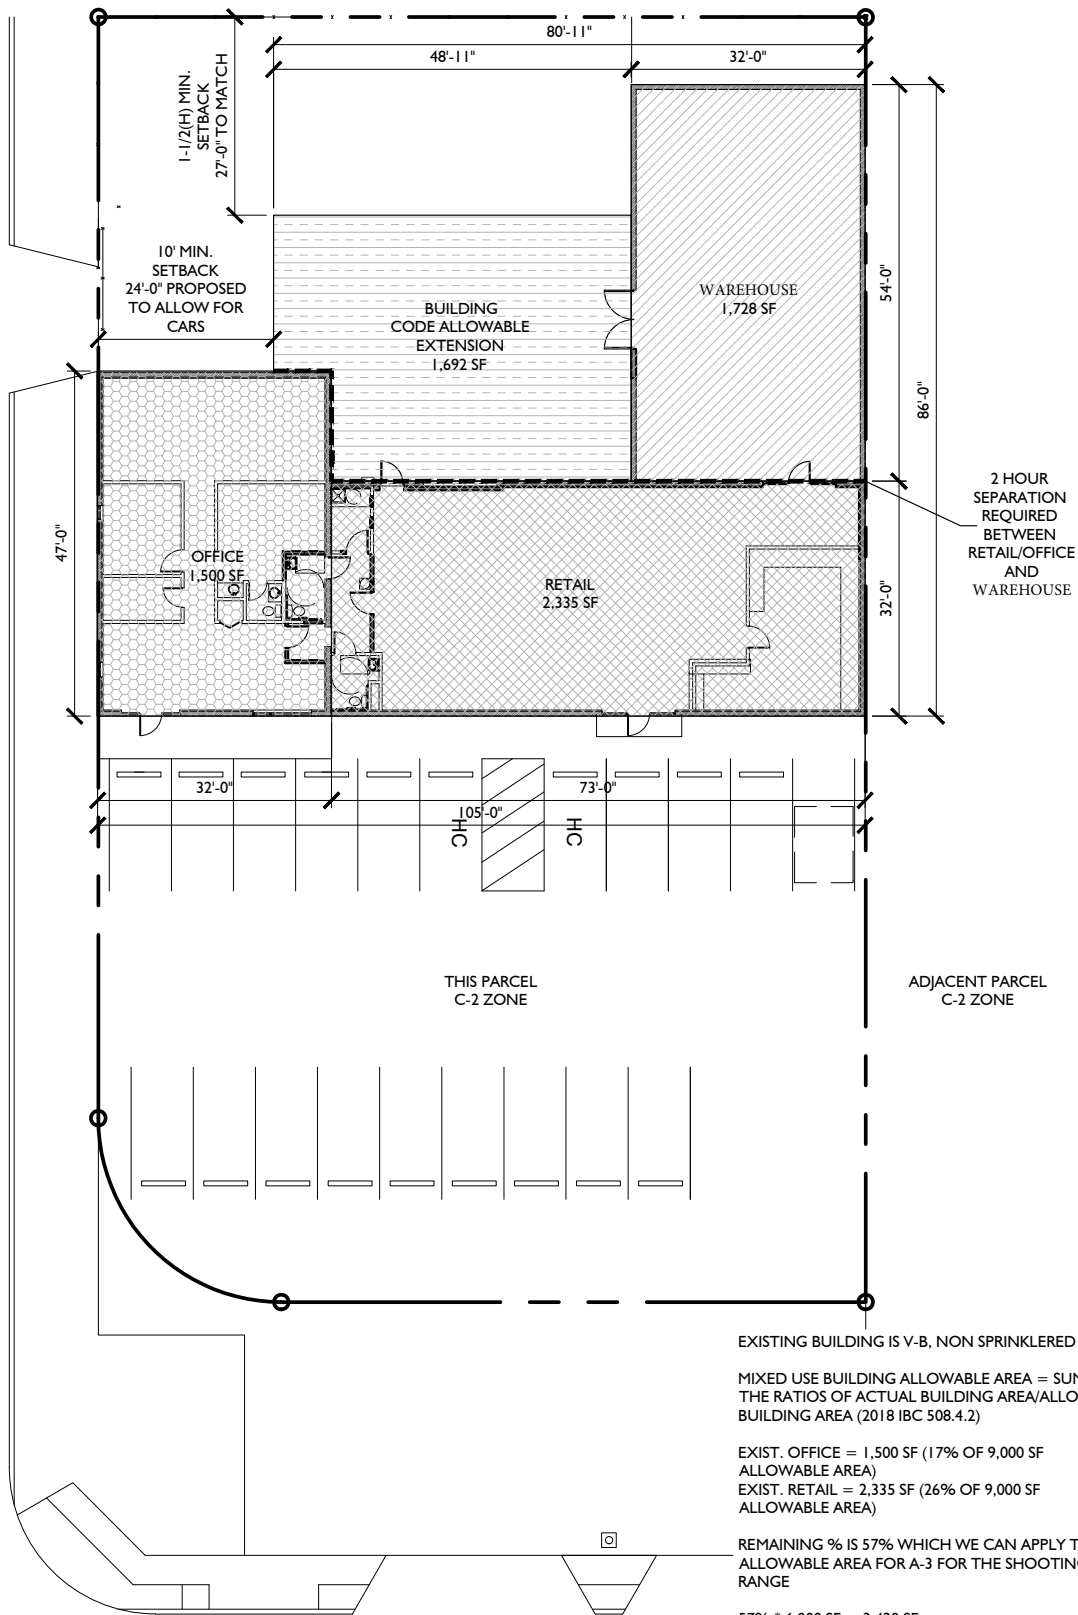 80'-11"
48'-11"
32'-0"
1-1/2(H) MIN.
SETBACK
27'-0" TO MATCH
10' MIN.
SETBACK
24'-0" PROPOSED
TO ALLOW FOR
CARS
BUILDING
CODE ALLOWABLE
EXTENSION
1,692 SF
WAREHOUSE
1,728 SF
54'-0"
86'-0"
47'-0"
OFFICE
1,500 SF
RETAIL
2,335 SF
32'-0"
2 HOUR
SEPARATION
REQUIRED
BETWEEN
RETAIL/OFFICE
AND
WAREHOUSE
32'-0"
73'-0"
105'-0"
HC
HC
THIS PARCEL
C-2 ZONE
ADJACENT PARCEL
C-2 ZONE
EXISTING BUILDING IS V-B, NON SPRINKLERED
MIXED USE BUILDING ALLOWABLE AREA =
THE RATIOS OF ACTUAL BUILDING
BUILDING AREA (2018 IBC 508.4.2)
EXIST. OFFICE = 1,500 SF (17% OF 9,000 SF
ALLOWABLE AREA)
EXIST. RETAIL = 2,335 SF (26% OF 9,000 SF
ALLOWABLE AREA)
REMAINING % IS 57% WHICH WE CAN APPLY
ALLOWABLE AREA FOR A-3 FOR THE
RANGE